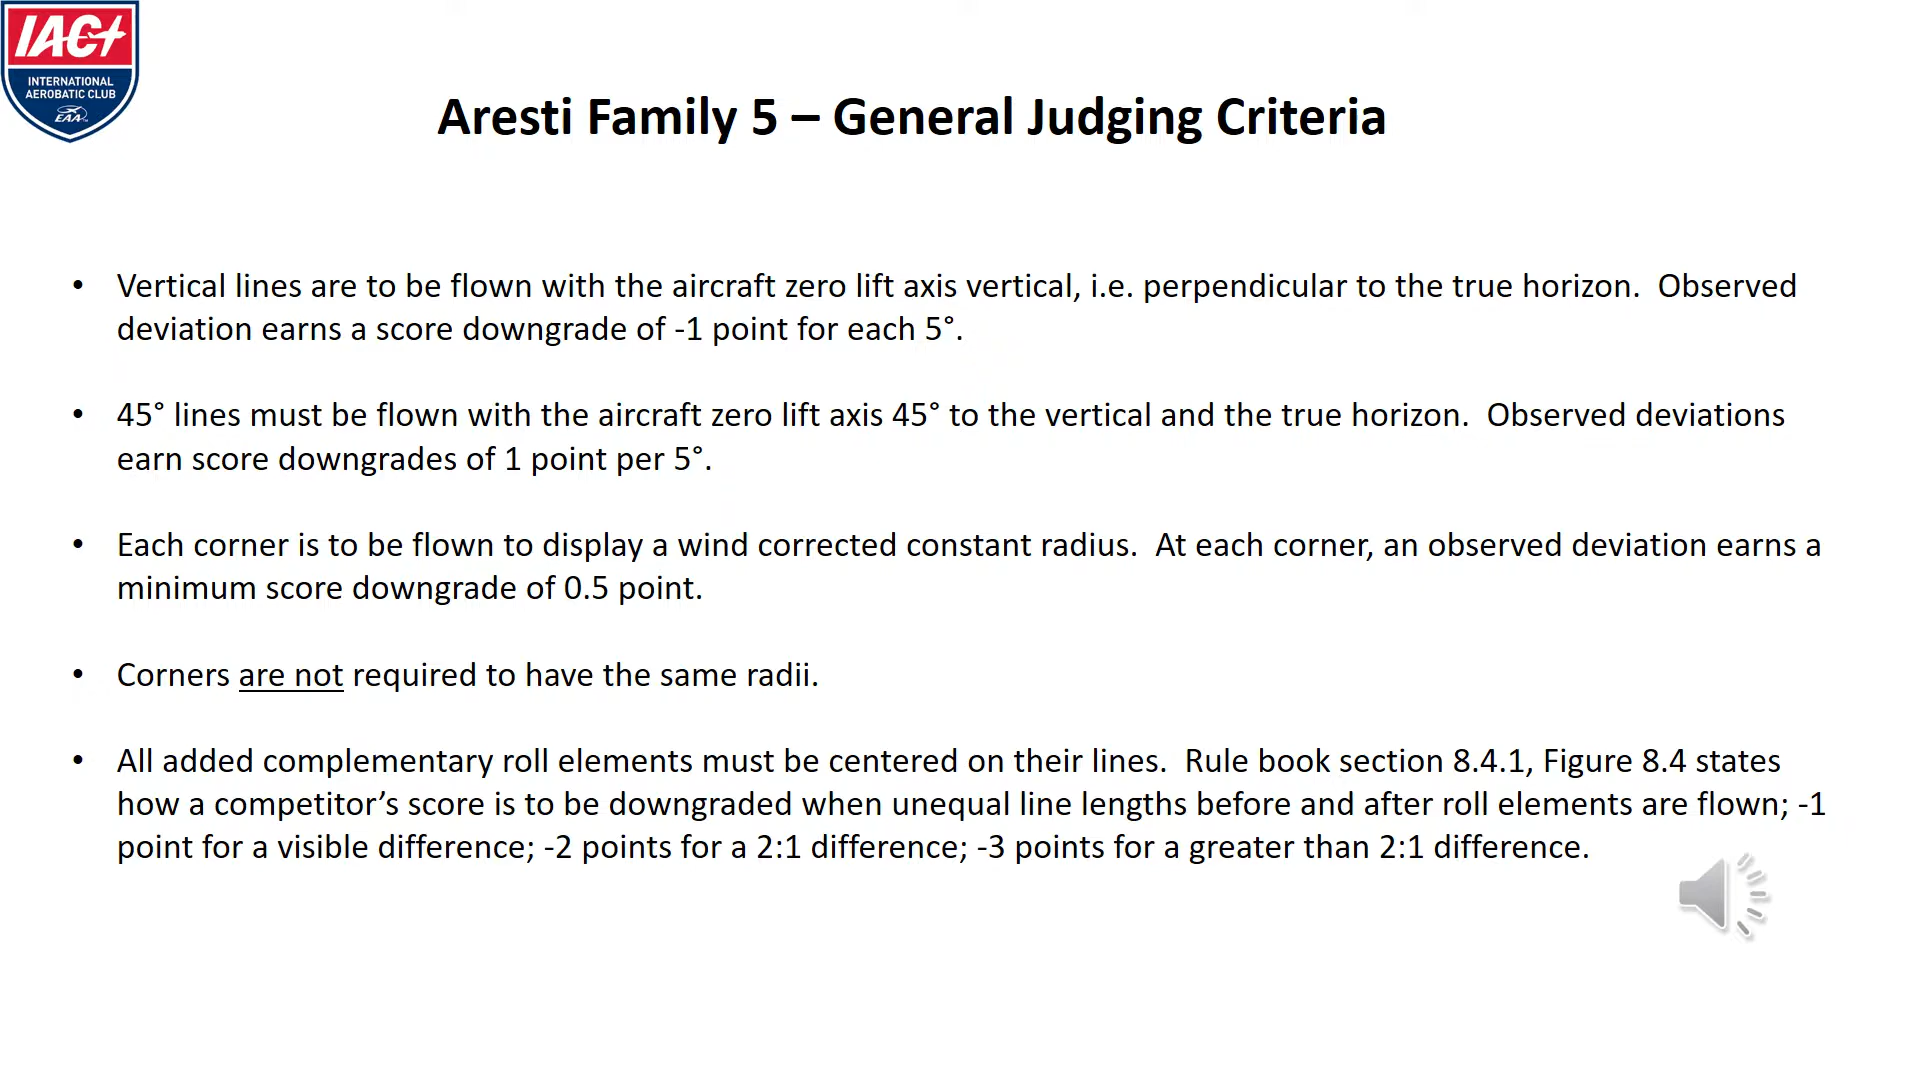 IAC
INTERNATIONAL
AEROBATIC CLUB
EAA
Aresti Family 5 – General Judging Criteria
• Vertical lines are to be flown with the aircraft zero lift axis vertical, i.e. perpendicular to the true horizon.  Observed
deviation earns a score downgrade of -1 point for each 5°.
• 45° lines must be flown with the aircraft zero lift axis 45° to the vertical and the true horizon.  Observed deviations
earn score downgrades of 1 point per 5°.
• Each corner is to be flown to display a wind corrected constant radius.  At each corner, an observed deviation earns a
minimum score downgrade of 0.5 point.
• Corners are not required to have the same radii.
• All added complementary roll elements must be centered on their lines.  Rule book section 8.4.1, Figure 8.4 states
how a competitor’s score is to be downgraded when unequal line lengths before and after roll elements are flown; -1
point for a visible difference; -2 points for a 2:1 difference; -3 points for a greater than 2:1 difference.